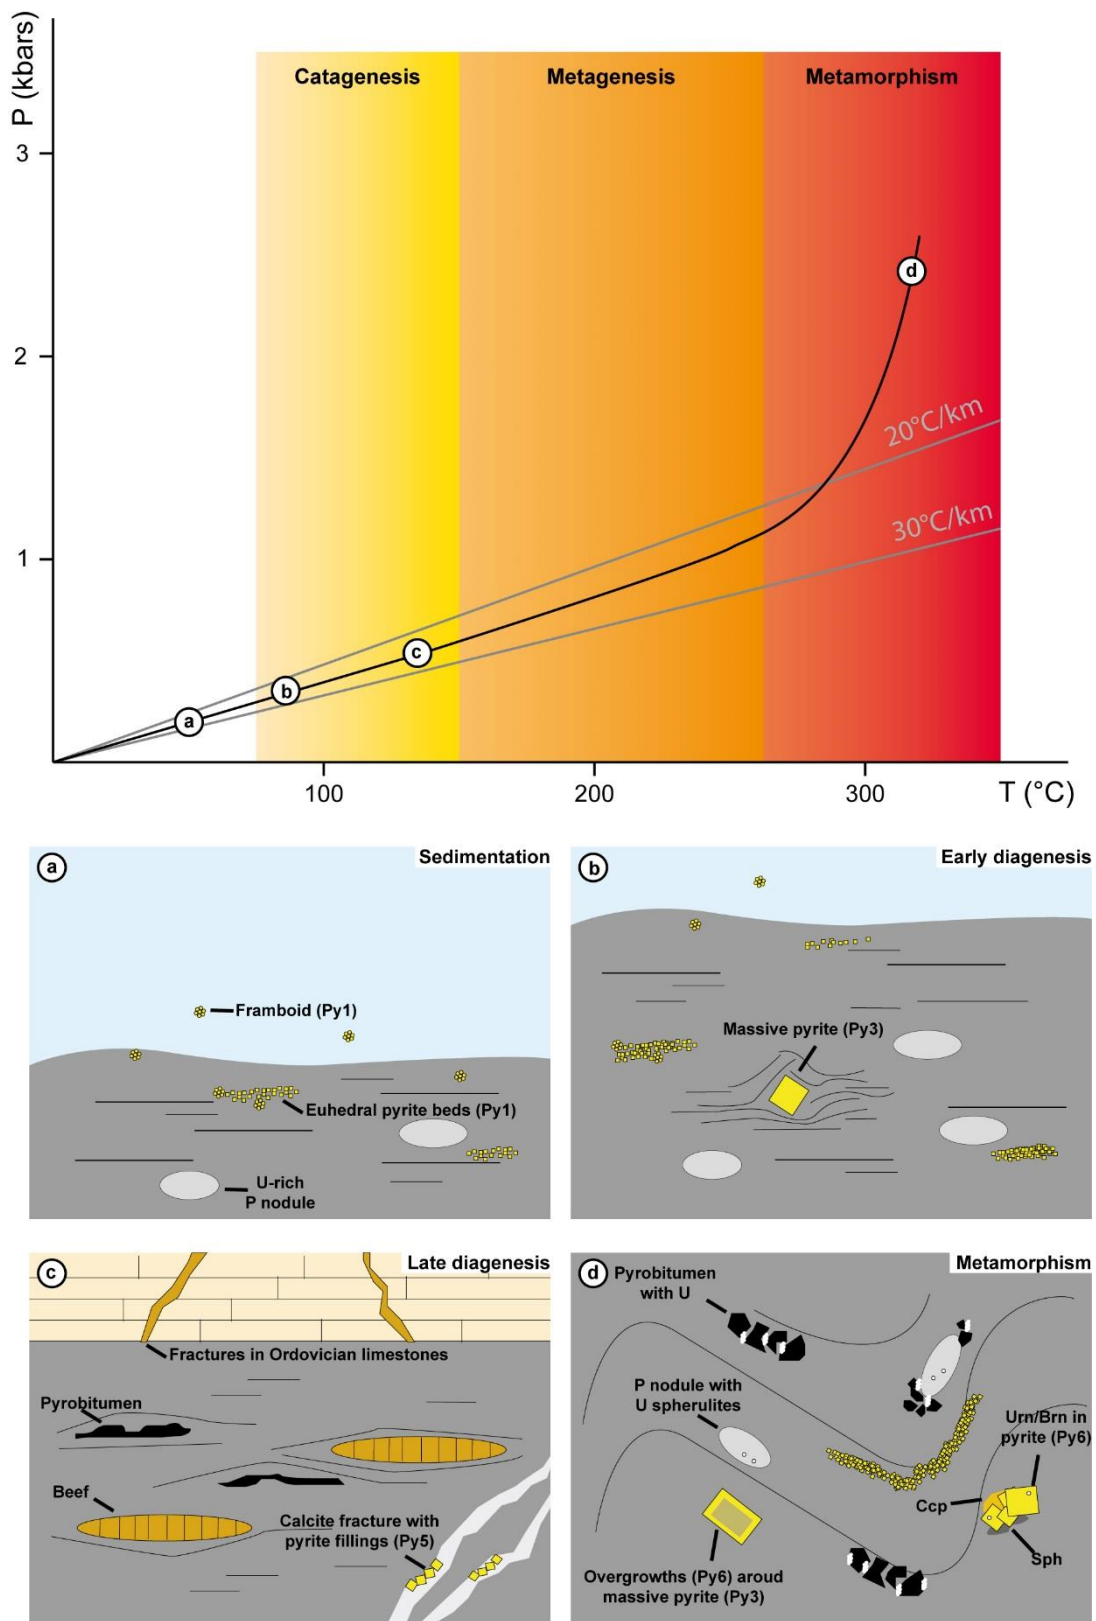 P (kbars)
Catagenesis
Metagenesis
Metamorphism
3
2
1
d
20°C/km
30°C/km
c
b
a
100
200
300
T (°C)
a
Sedimentation
Framboid (Py1)
Euhedral pyrite beds (Py1)
U-rich
P nodule
b
Early diagenesis
Massive pyrite (Py3)
c
Late diagenesis
Fractures in Ordovician limestones
Pyrobitumen
Beef
Calcite fracture with
pyrite fillings (Py5)
d
Metamorphism
Pyrobitumen
with U
P nodule with
U spherulites
Urn/Brn in
pyrite (Py6)
Ccp
Sph
Overgrowths (Py6) aroud
massive pyrite (Py3)